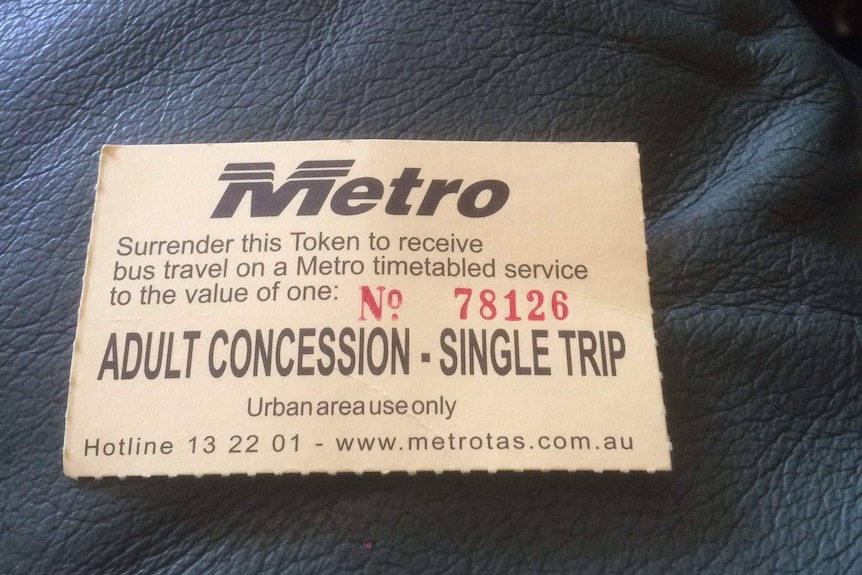 Metro
Surrender this Token to receive
bus travel on a Metro timetabled service
to the value of one: Nº 78126
ADULT CONCESSION - SINGLE TRIP
Urban area use only
Hotline 13 22 01 - www.metrotas.com.au